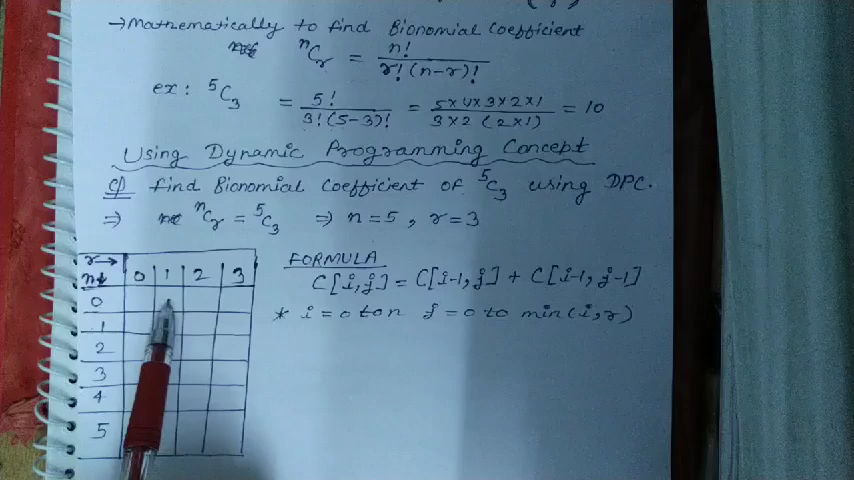 →Mathematically to find Bionomial Coefficient
ⁿCᵣ = n! / r!(n-r)!
ex: ⁵C₃ = 5! / 3!(5-3)! = 5×4×3×2×1 / 3×2 (2×1) = 10
Using Dynamic Programming Concept
Q) find Bionomial Coefficient of ⁵C₃ using DPC.
⇒ ⁿCᵣ = ⁵C₃ ⇒ n=5, r=3
r→
n↓ 0 1 2 3
0
1
2
3
4
5
FORMULA
C[i,j] = C[i-1,j] + C[i-1,j-1]
* i=0 to n j=0 to min(i,r)